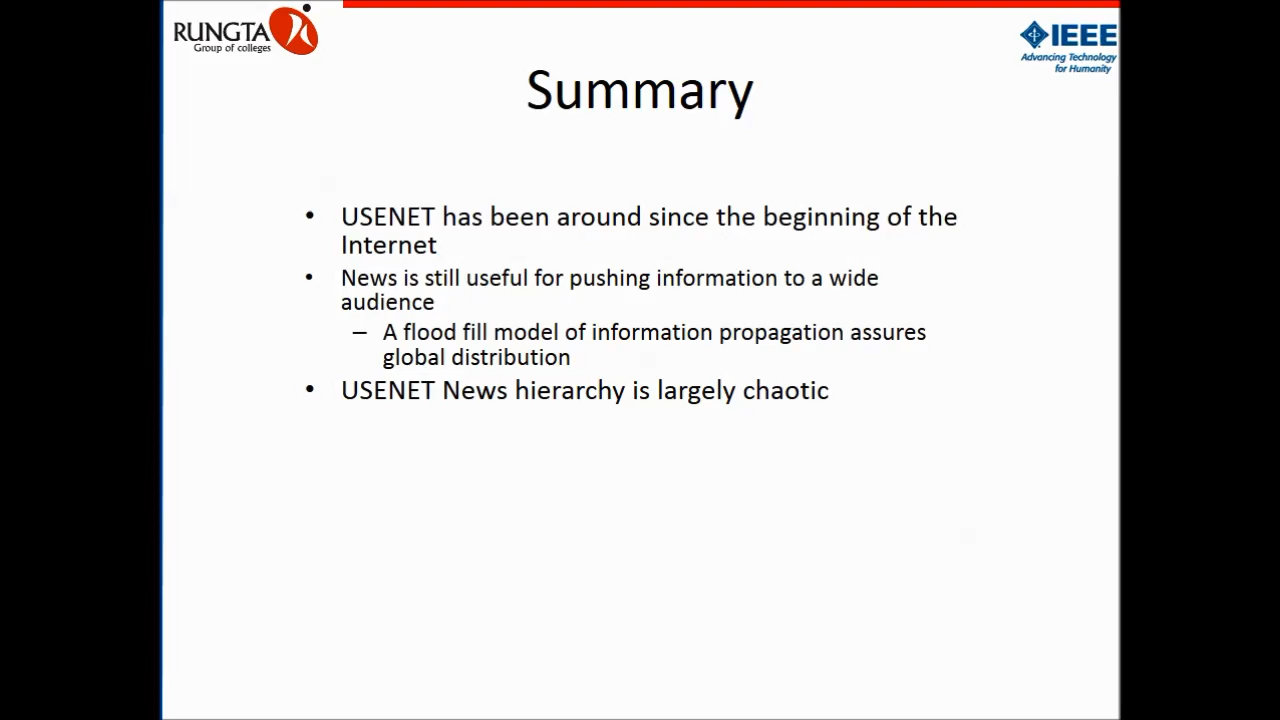 RUNGTA
Group of colleges
IEEE
Advancing Technology
for Humanity
Summary
• USENET has been around since the beginning of the
Internet
• News is still useful for pushing information to a wide
audience
– A flood fill model of information propagation assures
global distribution
• USENET News hierarchy is largely chaotic